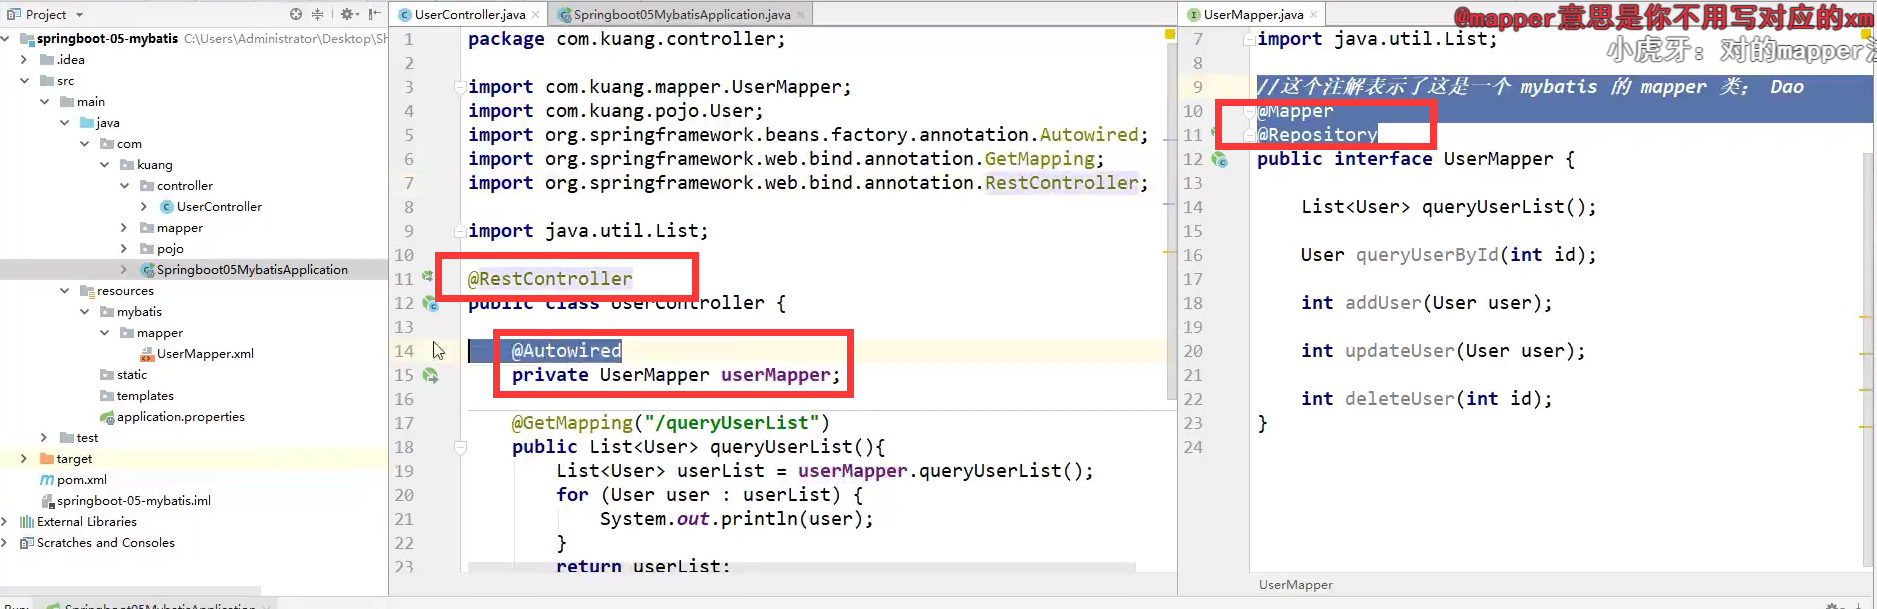 Project
springboot-05-mybatis C:\Users\Administrator\Desktop\Sh
.idea
src
main
java
com
kuang
controller
UserController
mapper
pojo
Springboot05MybatisApplication
resources
mybatis
mapper
UserMapper.xml
static
templates
application.properties
test
target
pom.xml
springboot-05-mybatis.iml
External Libraries
Scratches and Consoles
UserController.java
Springboot05MybatisApplication.java
1 package com.kuang.controller;
2
3 import com.kuang.mapper.UserMapper;
4 import com.kuang.pojo.User;
5 import org.springframework.beans.factory.annotation.Autowired;
6 import org.springframework.web.bind.annotation.GetMapping;
7 import org.springframework.web.bind.annotation.RestController;
8
9 import java.util.List;
10
11 @RestController
12 public class UserController {
13
14 @Autowired
15 private UserMapper userMapper;
16
17 @GetMapping("/queryUserList")
18 public List<User> queryUserList(){
19 List<User> userList = userMapper.queryUserList();
20 for (User user : userList) {
21 System.out.println(user);
22 }
23 return userList;
UserMapper.java
@mapper意思是你不用写对应的xm
小虎牙：对的mapper
7 import java.util.List;
8
9 //这个注解表示了这是一个 mybatis 的 mapper 类； Dao
10 @Mapper
11 @Repository
12 public interface UserMapper {
13
14 List<User> queryUserList();
15
16 User queryUserById(int id);
17
18 int addUser(User user);
19
20 int updateUser(User user);
21
22 int deleteUser(int id);
23 }
24
UserMapper
Springboot05MybatisApplication